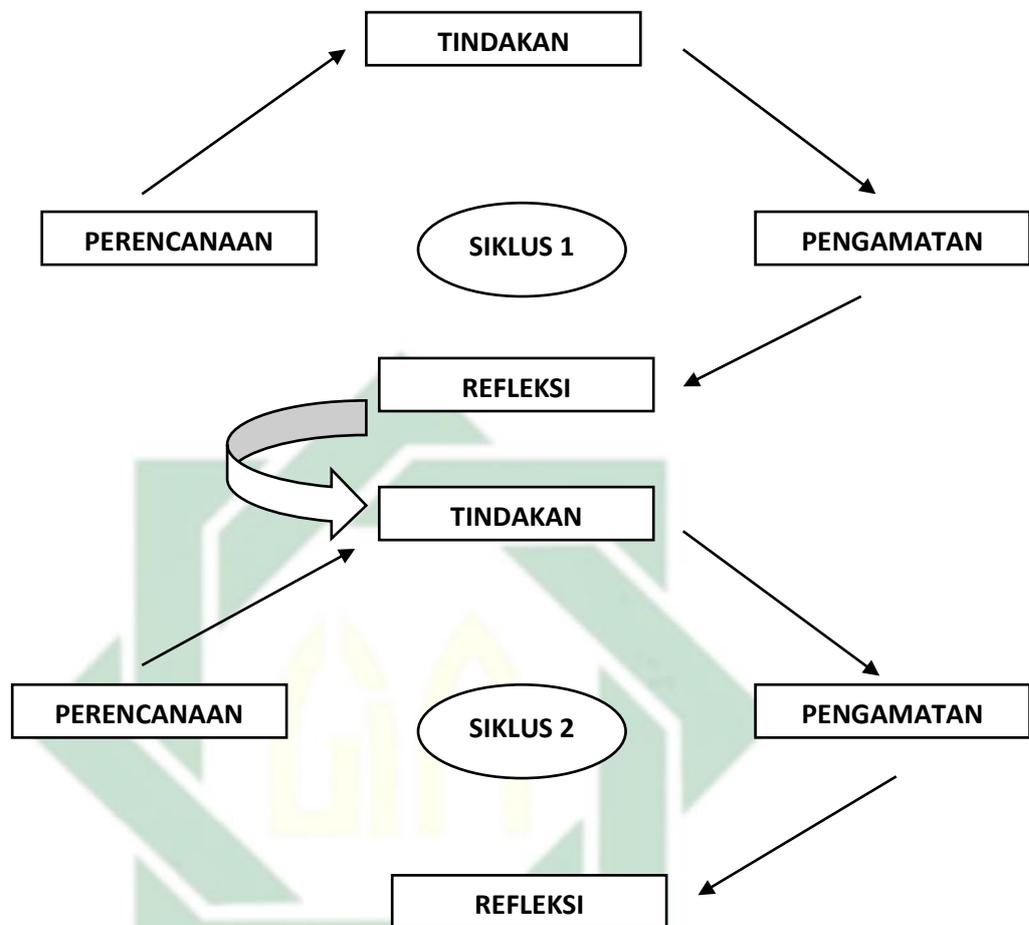 TINDAKAN
PERENCANAAN
SIKLUS 1
PENGAMATAN
REFLEKSI
TINDAKAN
PERENCANAAN
SIKLUS 2
PENGAMATAN
REFLEKSI